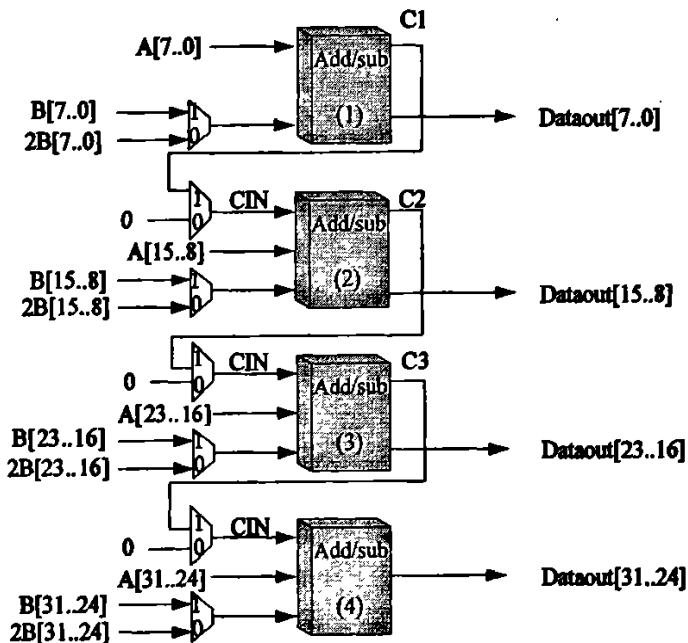 C1
A[7..0]
Add/sub
B[7..0]
1
(1)
Dataout[7..0]
2B[7..0]
0
1
CIN
C2
0
0
Add/sub
A[15..8]
B[15..8]
1
(2)
2B[15..8]
0
Dataout[15..8]
1
CIN
C3
0
0
Add/sub
A[23..16]
B[23..16]
1
(3)
Dataout[23..16]
2B[23..16]
0
1
CIN
0
0
Add/sub
A[31..24]
Dataout[31..24]
B[31..24]
1
(4)
2B[31..24]
0